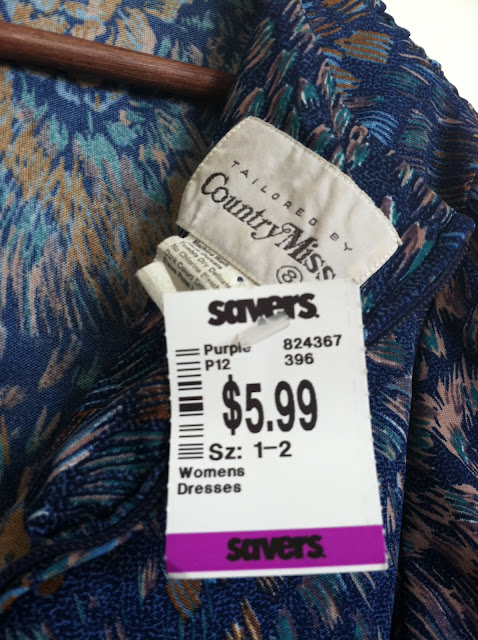 TAILORED BY
Country Miss
8
savers.
Purple 824367
P12 396
$5.99
Sz: 1-2
Womens
Dresses
savers.